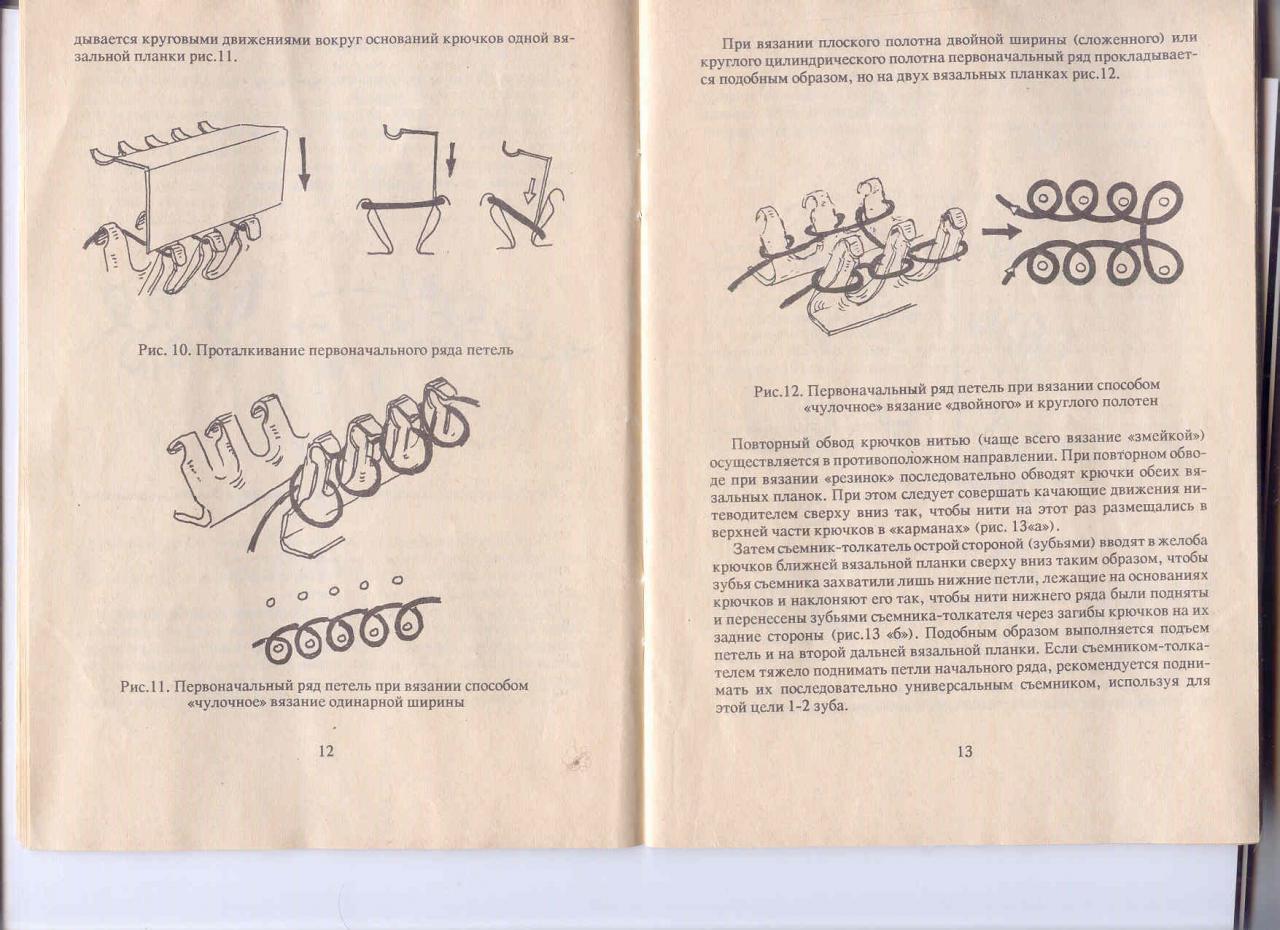 дывается круговыми движениями вокруг оснований крючков одной вя-
зальной планки рис.11.
Рис. 10. Проталкивание первоначального ряда петель
Рис.11. Первоначальный ряд петель при вязании способом
«чулочное» вязание одинарной ширины
12
При вязании плоского полотна двойной ширины (сложенного) или
круглого цилиндрического полотна первоначальный ряд прокладывает-
ся подобным образом, но на двух вязальных планках рис.12.
Рис.12. Первоначальный ряд петель при вязании способом
«чулочное» вязание «двойного» и круглого полотен
Повторный обвод крючков нитью (чаще всего вязание «змейкой»)
осуществляется в противоположном направлении. При повторном обво-
де при вязании «резинок» последовательно обводят крючки обеих вя-
зальных планок. При этом следует совершать качающие движения ни-
теводителем сверху вниз так, чтобы нити на этот раз размещались в
верхней части крючков в «карманах» (рис. 13«а»).
Затем съемник-толкатель острой стороной (зубьями) вводят в желоба
крючков ближней вязальной планки сверху вниз таким образом, чтобы
зубья съемника захватили лишь нижние петли, лежащие на основаниях
крючков и наклоняют его так, чтобы нити нижнего ряда были подняты
и перенесены зубьями съемника-толкателя через загибы крючков на их
задние стороны (рис.13 «б»). Подобным образом выполняется подъем
петель и на второй дальней вязальной планки. Если съемником-толка-
телем тяжело поднимать петли начального ряда, рекомендуется подни-
мать их последовательно универсальным съемником, используя для
этой цели 1-2 зуба.
13